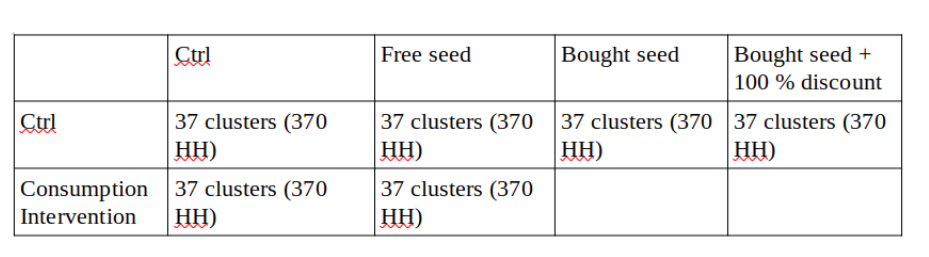 Ctrl Free seed Bought seed Bought seed +
100 % discount
Ctrl 37 clusters (370 37 clusters (370 37 clusters (370 37 clusters (370
HH) HH) HH) HH)
Consumption 37 clusters (370 37 clusters (370
Intervention HH) HH)